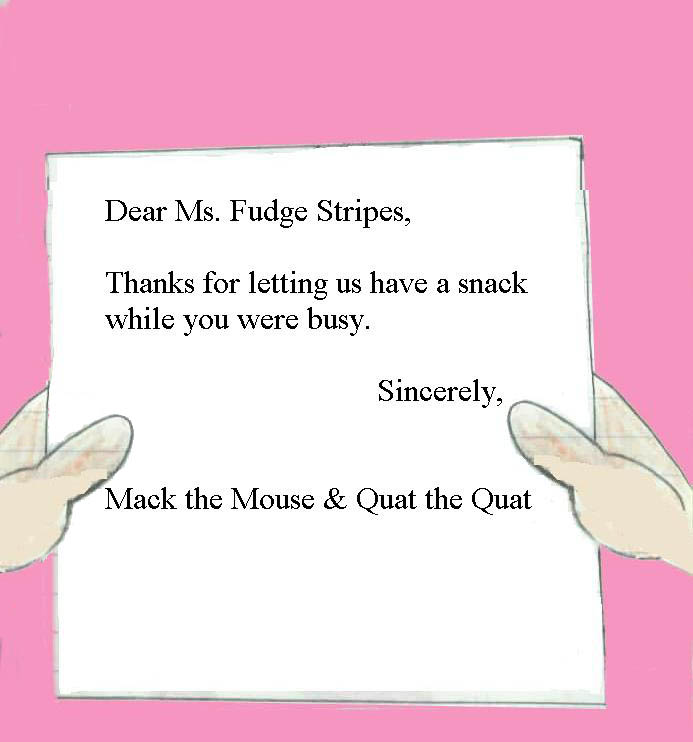 Dear Ms. Fudge Stripes,
Thanks for letting us have a snack
while you were busy.
Sincerely,
Mack the Mouse & Quat the Quat